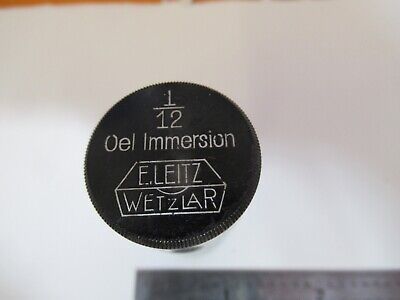 1
12
Oel Immersion
E.LEITZ
WETZLAR